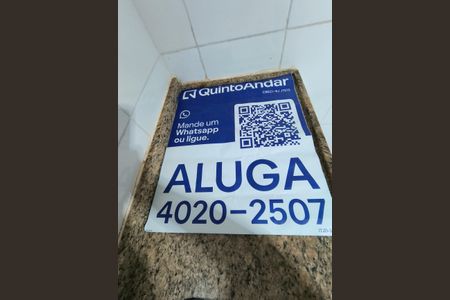 QuintoAndar
Mande um
Whatsapp
ou ligue.
ALUGA
4020-2507